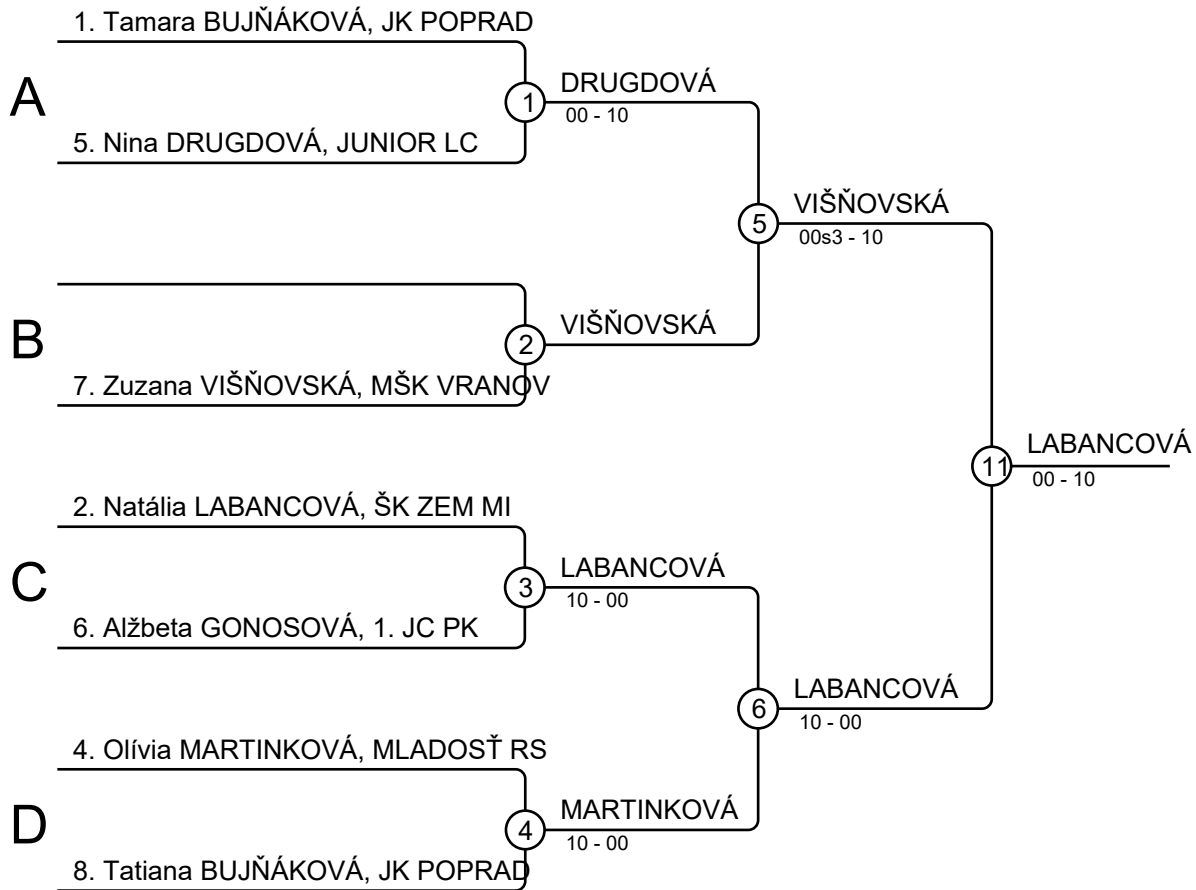 1. Tamara BUJŇÁKOVÁ, JK POPRAD
A
1
DRUGDOVÁ
00 - 10
5. Nina DRUGDOVÁ, JUNIOR LC
5
VIŠŇOVSKÁ
00s3 - 10
B
2
VIŠŇOVSKÁ
7. Zuzana VIŠŇOVSKÁ, MŠK VRANOV
11
LABANCOVÁ
00 - 10
2. Natália LABANCOVÁ, ŠK ZEM MI
C
3
LABANCOVÁ
10 - 00
6. Alžbeta GONOSOVÁ, 1. JC PK
6
LABANCOVÁ
10 - 00
4. Olívia MARTINKOVÁ, MLADOSŤ RS
D
4
MARTINKOVÁ
10 - 00
8. Tatiana BUJŇÁKOVÁ, JK POPRAD